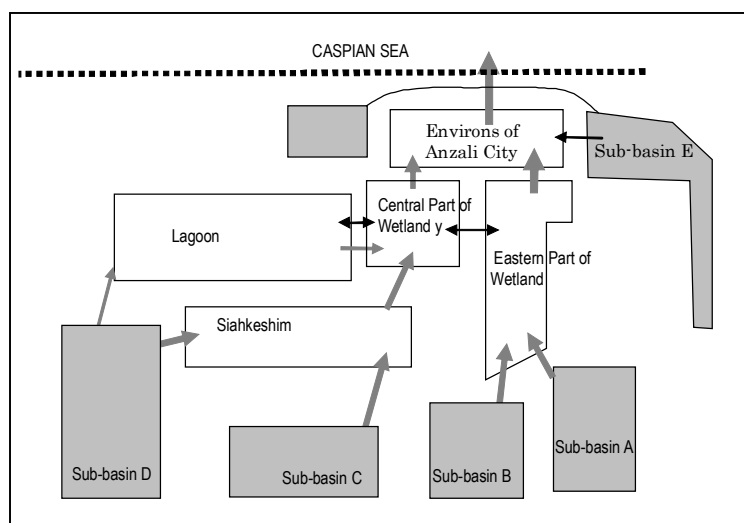 CASPIAN SEA
Environs of
Anzali City
Sub-basin E
Central Part of
Wetland y
Lagoon
Eastern Part of
Wetland
Siahkeshim
Sub-basin D
Sub-basin C
Sub-basin B
Sub-basin A